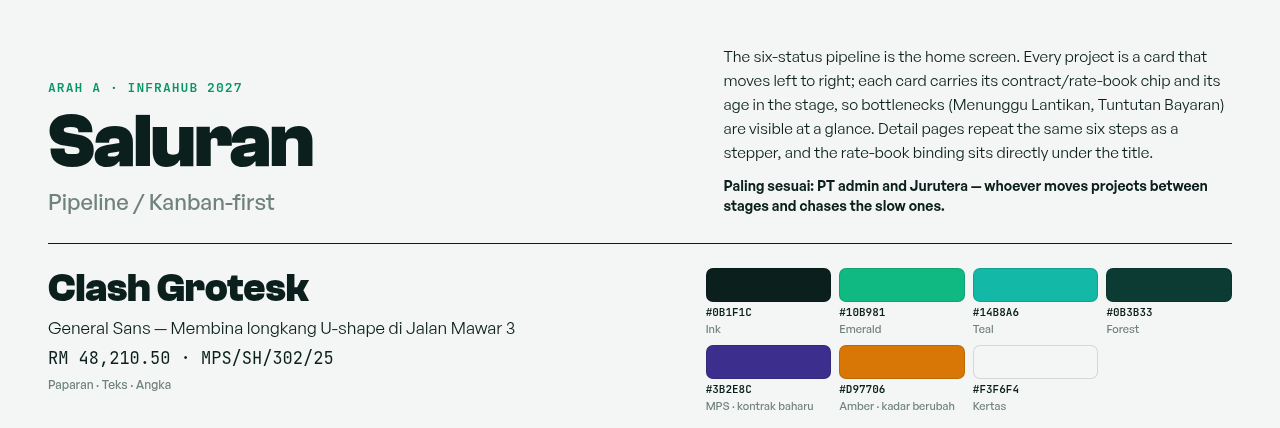 ARAH A · INFRAHUB 2027
Saluran
Pipeline / Kanban-first
The six-status pipeline is the home screen. Every project is a card that
moves left to right; each card carries its contract/rate-book chip and its
age in the stage, so bottlenecks (Menunggu Lantikan, Tuntutan Bayaran)
are visible at a glance. Detail pages repeat the same six steps as a
stepper, and the rate-book binding sits directly under the title.
Paling sesuai: PT admin and Jurutera — whoever moves projects between
stages and chases the slow ones.
Clash Grotesk
General Sans — Membina longkang U-shape di Jalan Mawar 3
RM 48,210.50 · MPS/SH/302/25
Paparan · Teks · Angka
#0B1F1C #10B981 #14B8A6 #0B3B33
Ink Emerald Teal Forest
#3B2E8C #D97706 #F3F6F4
MPS · kontrak baharu Amber · kadar berubah Kertas